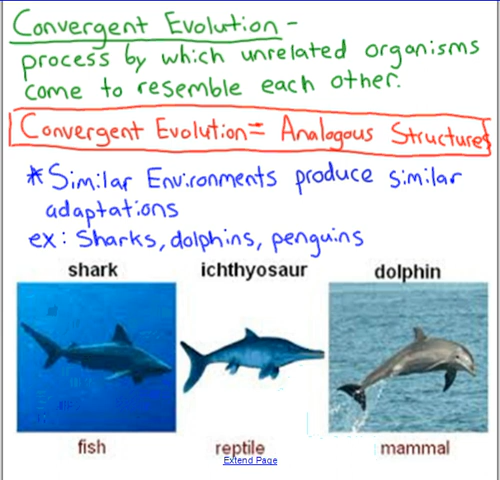 Convergent Evolution -
process by which unrelated organisms
come to resemble each other.
Convergent Evolution = Analogous Structures
* Similar Environments produce similar
adaptations
ex: Sharks, dolphins, penguins
shark ichthyosaur dolphin
fish reptile mammal
Extend Page